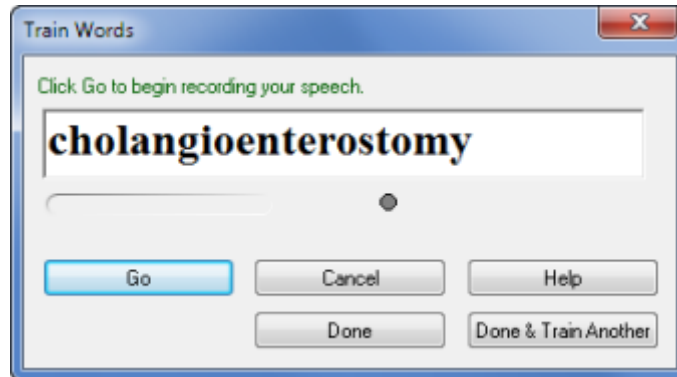 Train Words
Click Go to begin recording your speech.
cholangioenterostomy
Go Cancel Help
Done Done & Train Another